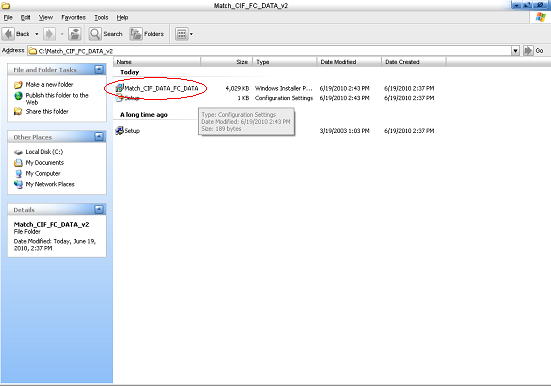 Match_CIF_FC_DATA_v2
File Edit View Favorites Tools Help
Back Search Folders
Address C:\Match_CIF_FC_DATA_v2 Go
File and Folder Tasks
Make a new folder
Publish this folder to the
Web
Share this folder
Other Places
Local Disk (C:)
My Documents
My Computer
My Network Places
Details
Match_CIF_FC_DATA_v2
File Folder
Date Modified: Today, June 19,
2010, 2:37 PM
Name Size Type Date Modified Date Created
Today
Match_CIF_DATA_FC_DATA 4,029 KB Windows Installer P... 6/19/2010 2:43 PM 6/19/2010 2:37 PM
Setup 1 KB Configuration Settings 6/19/2010 2:43 PM 6/19/2010 2:37 PM
Type: Configuration Settings
Date Modified: 6/19/2010 2:43 PM
Size: 189 bytes
A long time ago
Setup 3/19/2003 1:03 PM 6/19/2010 2:37 PM